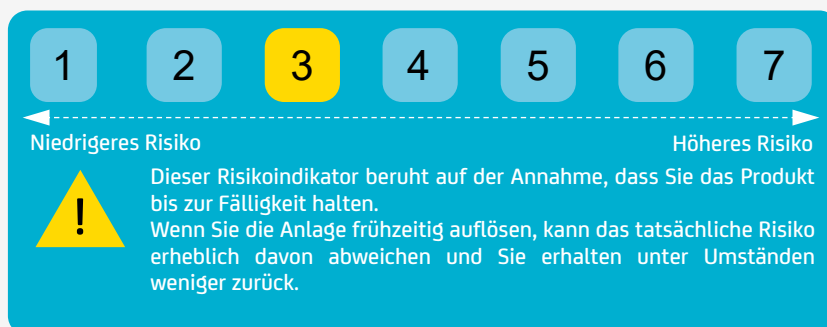 1 2 3 4 5 6 7
Niedrigeres Risiko Höheres Risiko
!
Dieser Risikoindikator beruht auf der Annahme, dass Sie das Produkt
bis zur Fälligkeit halten.
Wenn Sie die Anlage frühzeitig auflösen, kann das tatsächliche Risiko
erheblich davon abweichen und Sie erhalten unter Umständen
weniger zurück.